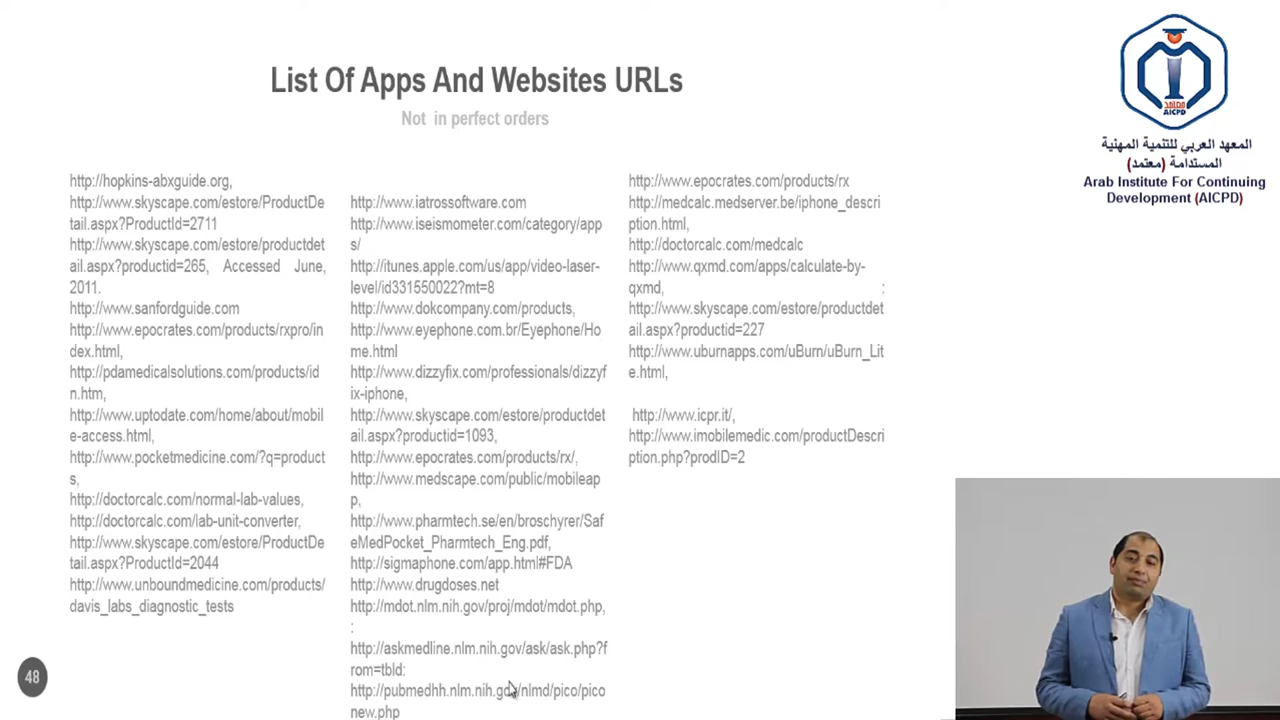 List Of Apps And Websites URLs
Not in perfect orders
http://hopkins-abxguide.org,
http://www.skyscape.com/estore/ProductDe
tail.aspx?ProductId=2711
http://www.skyscape.com/estore/productdet
ail.aspx?productid=265, Accessed June,
2011.
http://www.sanfordguide.com
http://www.epocrates.com/products/rxpro/in
dex.html,
http://pdamedicalsolutions.com/products/id
n.htm,
http://www.uptodate.com/home/about/mobil
e-access.html,
http://www.pocketmedicine.com/?q=product
s,
http://doctorcalc.com/normal-lab-values,
http://doctorcalc.com/lab-unit-converter,
http://www.skyscape.com/estore/ProductDe
tail.aspx?ProductId=2044
http://www.unboundmedicine.com/products/
davis_labs_diagnostic_tests
http://www.iatrossoftware.com
http://www.iseismometer.com/category/app
s/
http://itunes.apple.com/us/app/video-laser-
level/id331550022?mt=8
http://www.dokcompany.com/products,
http://www.eyephone.com.br/Eyephone/Ho
me.html
http://www.dizzyfix.com/professionals/dizzyf
ix-iphone,
http://www.skyscape.com/estore/productdet
ail.aspx?productid=1093,
http://www.epocrates.com/products/rx/,
http://www.medscape.com/public/mobileap
p,
http://www.pharmtech.se/en/broschyrer/Saf
eMedPocket_Pharmtech_Eng.pdf,
http://sigmaphone.com/app.html#FDA
http://www.drugdoses.net
http://mdot.nlm.nih.gov/proj/mdot/mdot.php,
:
http://askmedline.nlm.nih.gov/ask/ask.php?f
rom=tbld:
http://pubmedhh.nlm.nih.gov/nlmd/pico/pico
new.php
http://www.epocrates.com/products/rx
http://medcalc.medserver.be/iphone_descri
ption.html,
http://doctorcalc.com/medcalc
http://www.qxmd.com/apps/calculate-by-
qxmd, :
http://www.skyscape.com/estore/productdet
ail.aspx?productid=227
http://www.uburnapps.com/uBurn/uBurn_Lit
e.html,
http://www.icpr.it/,
http://www.imobilemedic.com/productDescri
ption.php?prodID=2
معتمد
AICPD
المعهد العربي للتنمية المهنية
المستدامة (معتمد)
Arab Institute For Continuing
Development (AICPD)
48